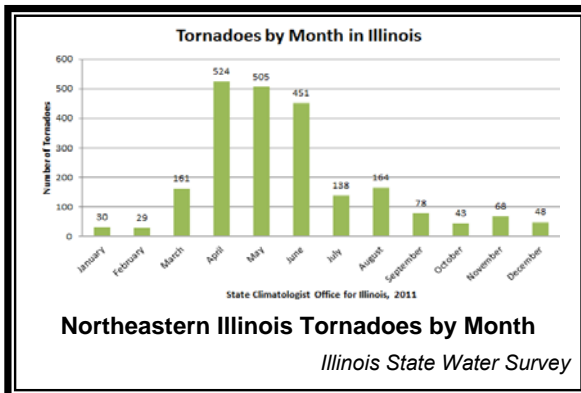 Tornadoes by Month in Illinois
Number of Tornadoes
600
500
400
300
200
100
0
30
29
161
524
505
451
138
164
78
43
68
48
January
February
March
April
May
June
July
August
September
October
November
December
State Climatologist Office for Illinois, 2011
Northeastern Illinois Tornadoes by Month
Illinois State Water Survey